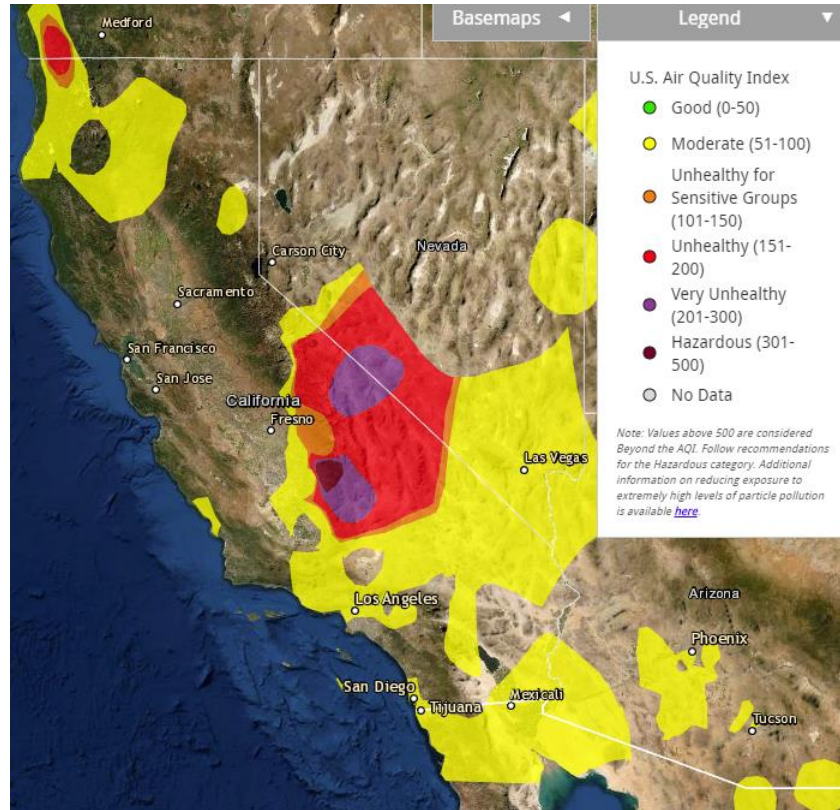 Basemaps ◄
Legend ▼
U.S. Air Quality Index
Good (0-50)
Moderate (51-100)
Unhealthy for
Sensitive Groups
(101-150)
Unhealthy (151-
200)
Very Unhealthy
(201-300)
Hazardous (301-
500)
No Data
Note: Values above 500 are considered
Beyond the AQI. Follow recommendations
for the Hazardous category. Additional
information on reducing exposure to
extremely high levels of particle pollution
is available here.
Medford
Carson City
Nevada
Sacramento
San Francisco
San Jose
California
Fresno
Las Vegas
Los Angeles
Arizona
Phoenix
San Diego
Tijuana
Mexicali
Tucson